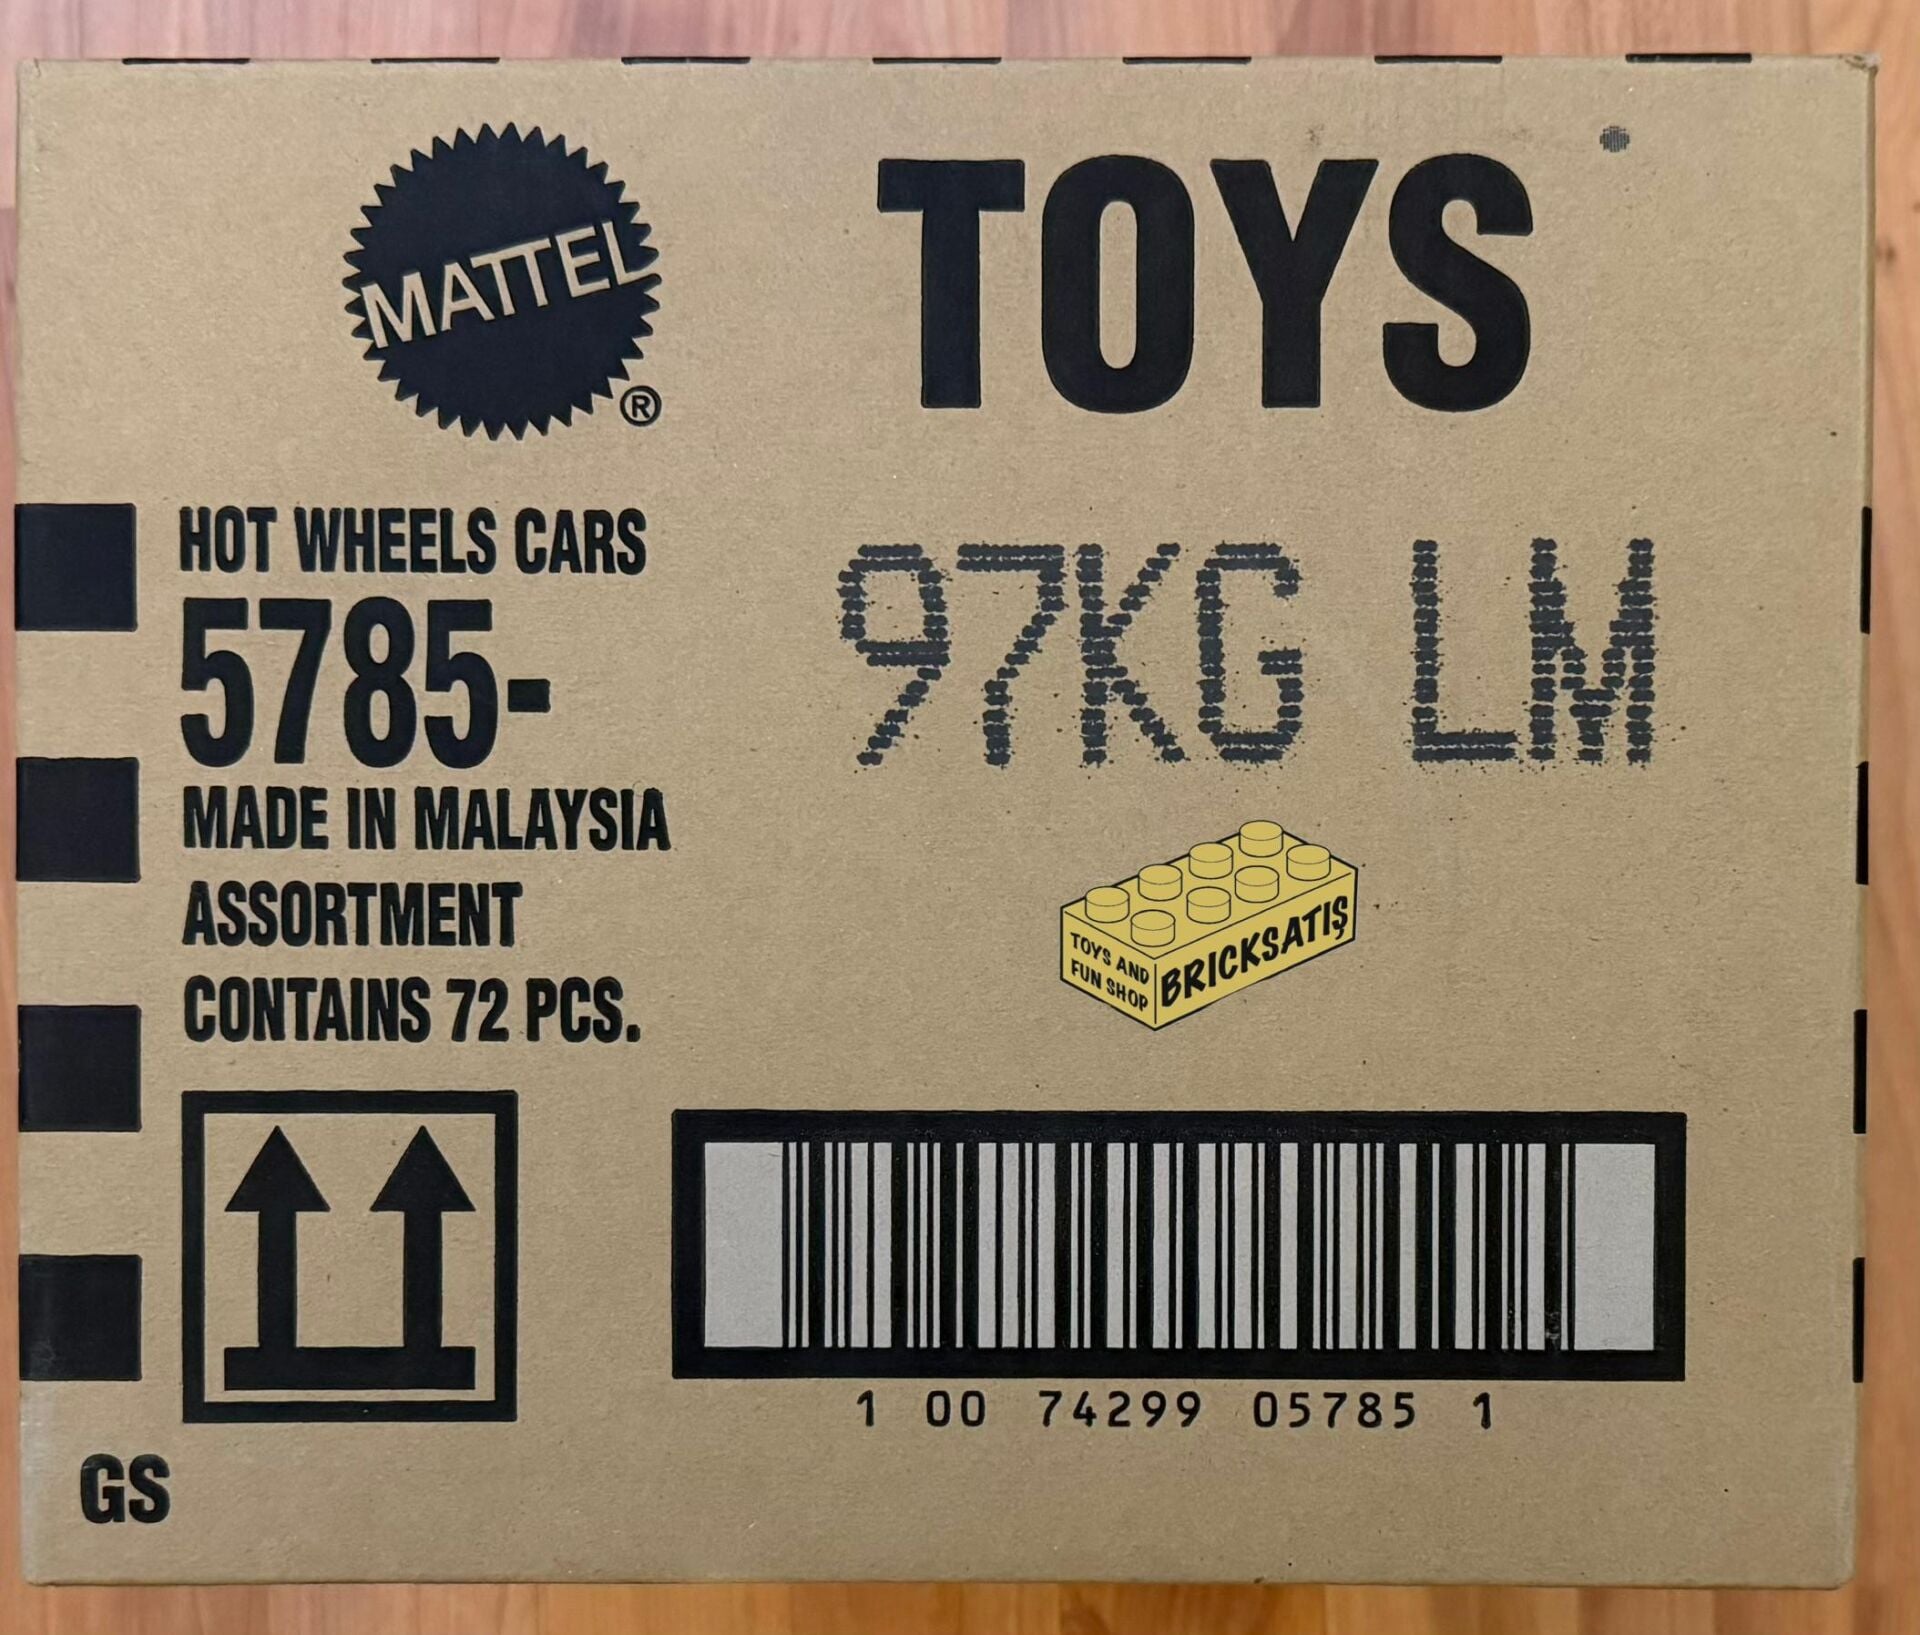 MATTEL
®
TOYS
HOT WHEELS CARS
5785-
MADE IN MALAYSIA
ASSORTMENT
CONTAINS 72 PCS.
97KG LM
TOYS AND
FUN SHOP
BRICKSATIŞ
1 00 74299 05785 1
GS